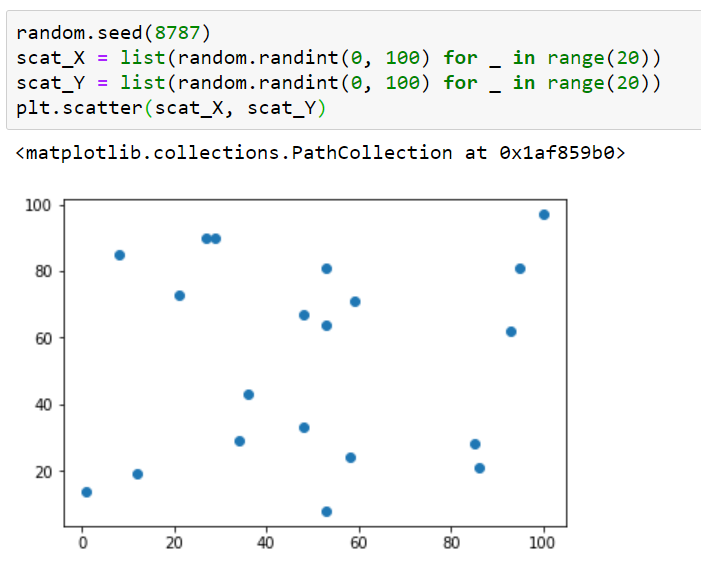 random.seed(8787)
scat_X = list(random.randint(0, 100) for _ in range(20))
scat_Y = list(random.randint(0, 100) for _ in range(20))
plt.scatter(scat_X, scat_Y)
<matplotlib.collections.PathCollection at 0x1af859b0>
100
80
60
40
20
0 20 40 60 80 100